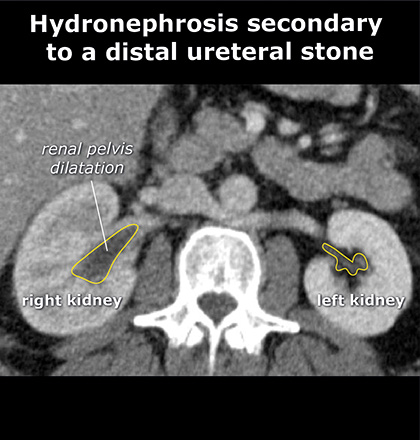 Hydronephrosis secondary
to a distal ureteral stone
renal pelvis
dilatation
right kidney
left kidney